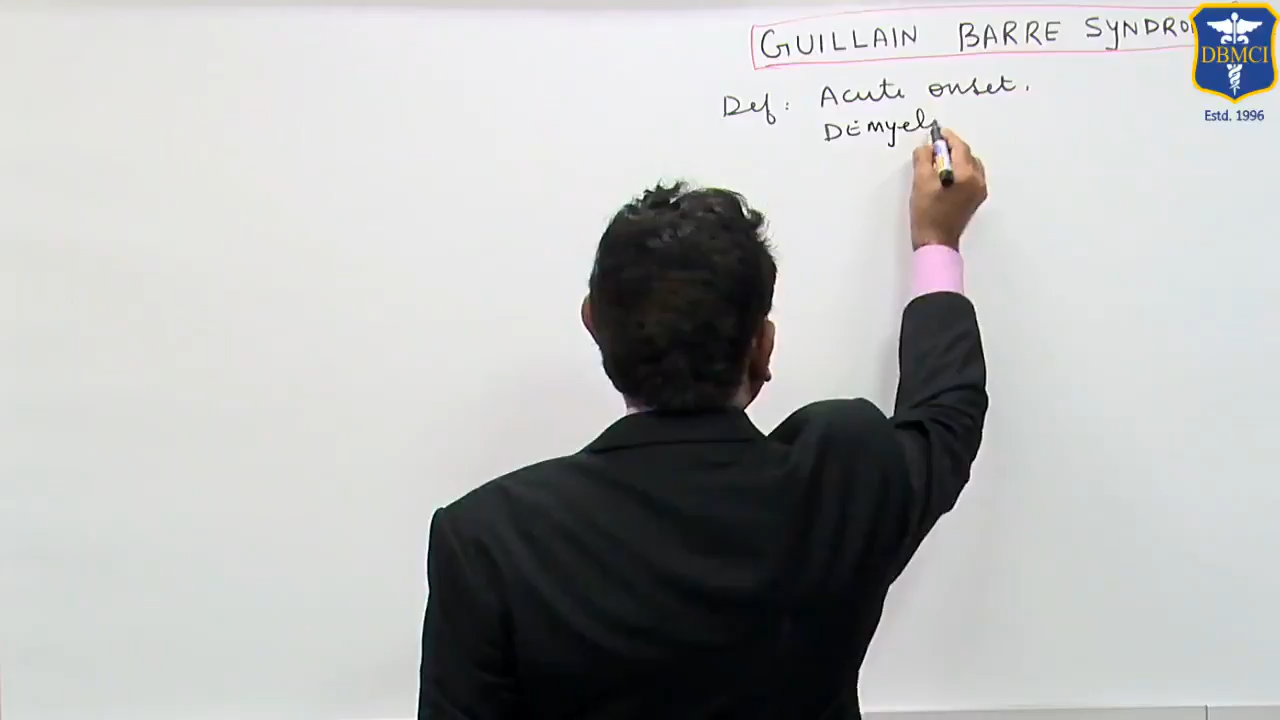 GUILLAIN BARRE SYNDRO
Def: Acute onset.
DEmyel
DBMCI
Estd. 1996